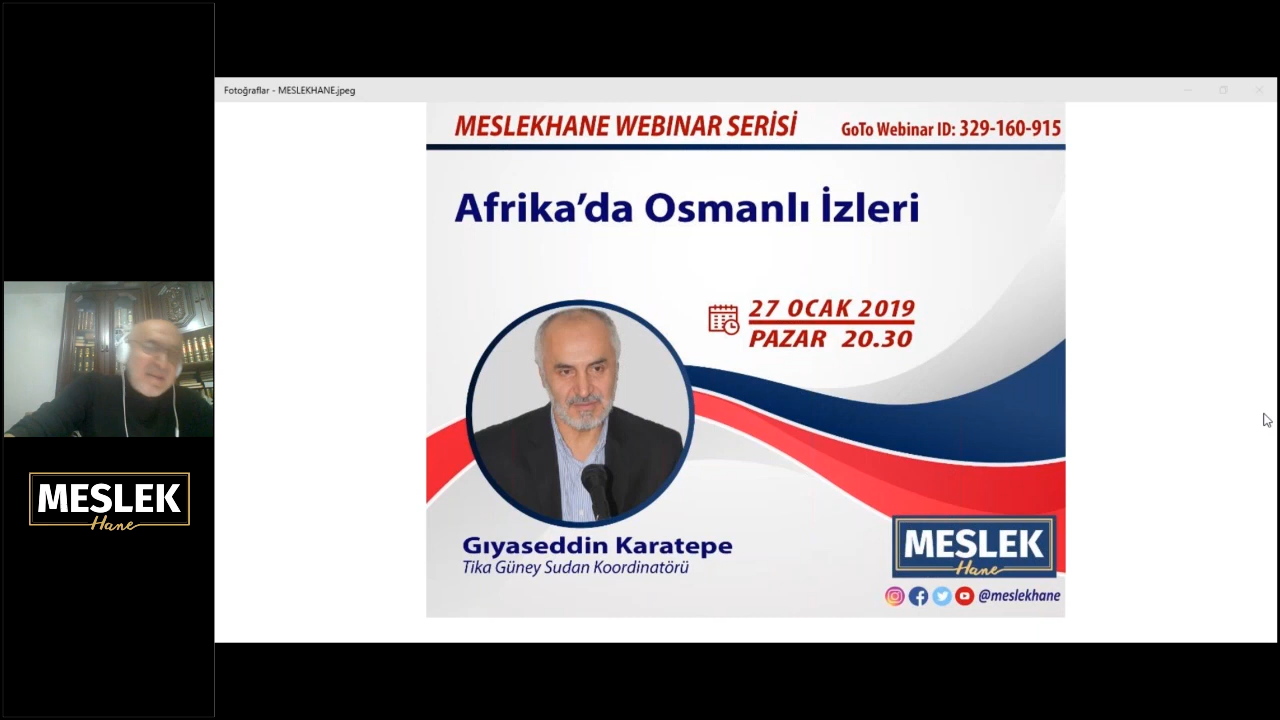 Fotoğraflar - MESLEKHANE.jpeg
MESLEKHANE WEBINAR SERİSİ
GoTo Webinar ID: 329-160-915
Afrika'da Osmanlı İzleri
27 OCAK 2019
PAZAR 20.30
MESLEK
Hane
Gıyaseddin Karatepe
Tika Güney Sudan Koordinatörü
MESLEK
Hane
@meslekhane